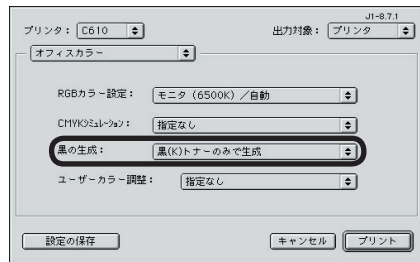 J1-8.7.1
プリンタ： C610 出力対象： プリンタ
オフィスカラー
RGBカラー設定： モニタ（6500K）／自動
CMYKシミュレーション： 指定なし
黒の生成： 黒(K)トナーのみで生成
ユーザーカラー調整： 指定なし
設定の保存 キャンセル プリント